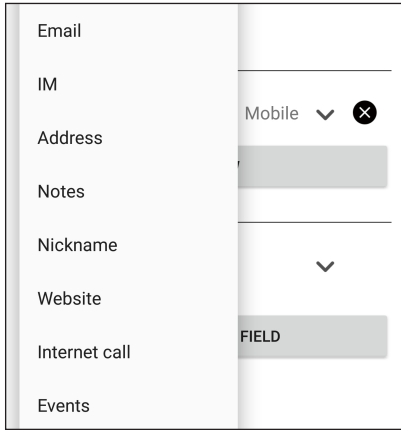 Email
IM
Address
Mobile
Notes
Nickname
Website
Internet call
FIELD
Events